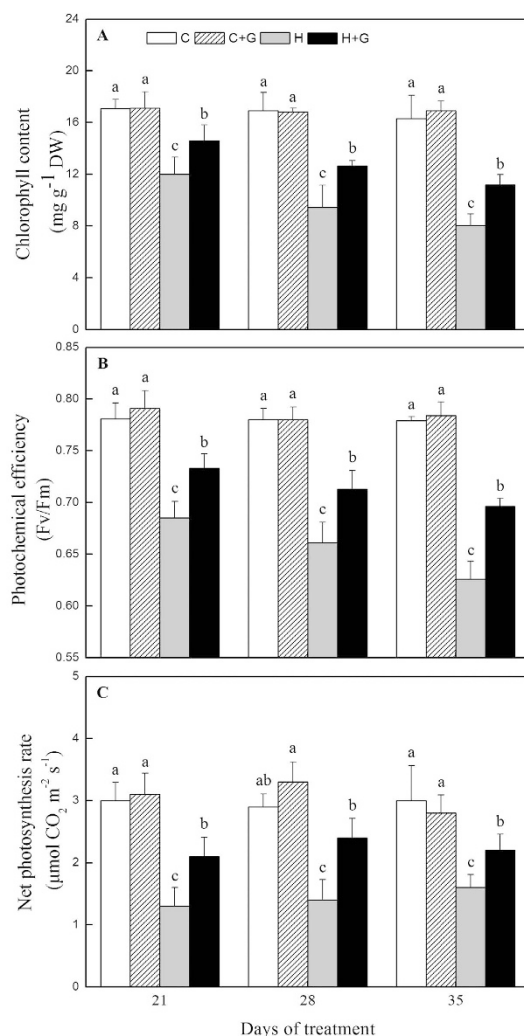 A
C C+G H H+G
Chlorophyll content
(mg g⁻¹ DW)
20
16
12
8
4
0
a a c b
a a c b
a a c b
B
Photochemical efficiency
(Fv/Fm)
0.85
0.80
0.75
0.70
0.65
0.60
0.55
a a c b
a a c b
a a c b
C
Net photosynthesis rate
(μmol CO₂ m⁻² s⁻¹)
5
4
3
2
1
0
a a c b
ab a c b
a a c b
21 28 35
Days of treatment